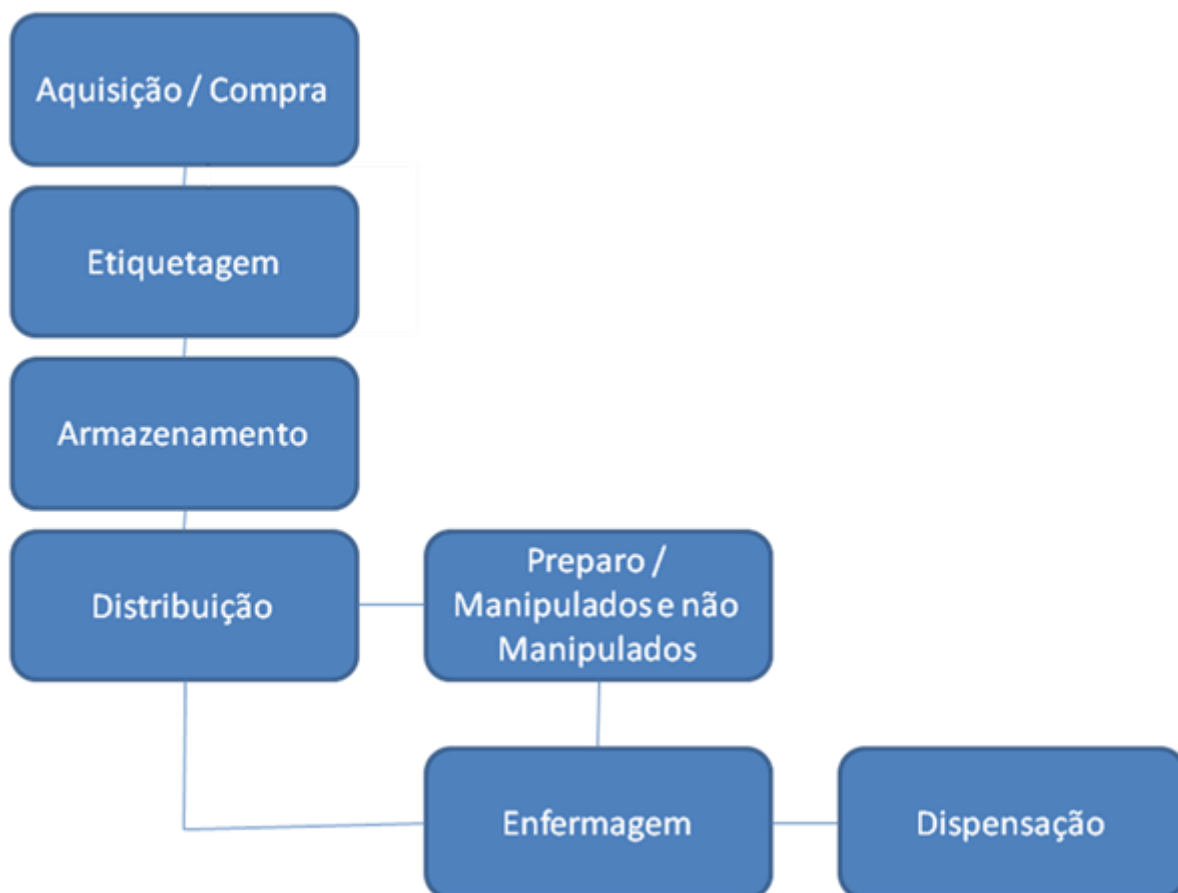 Aquisição / Compra
Etiquetagem
Armazenamento
Distribuição
Preparo /
Manipulados e não
Manipulados
Enfermagem
Dispensação